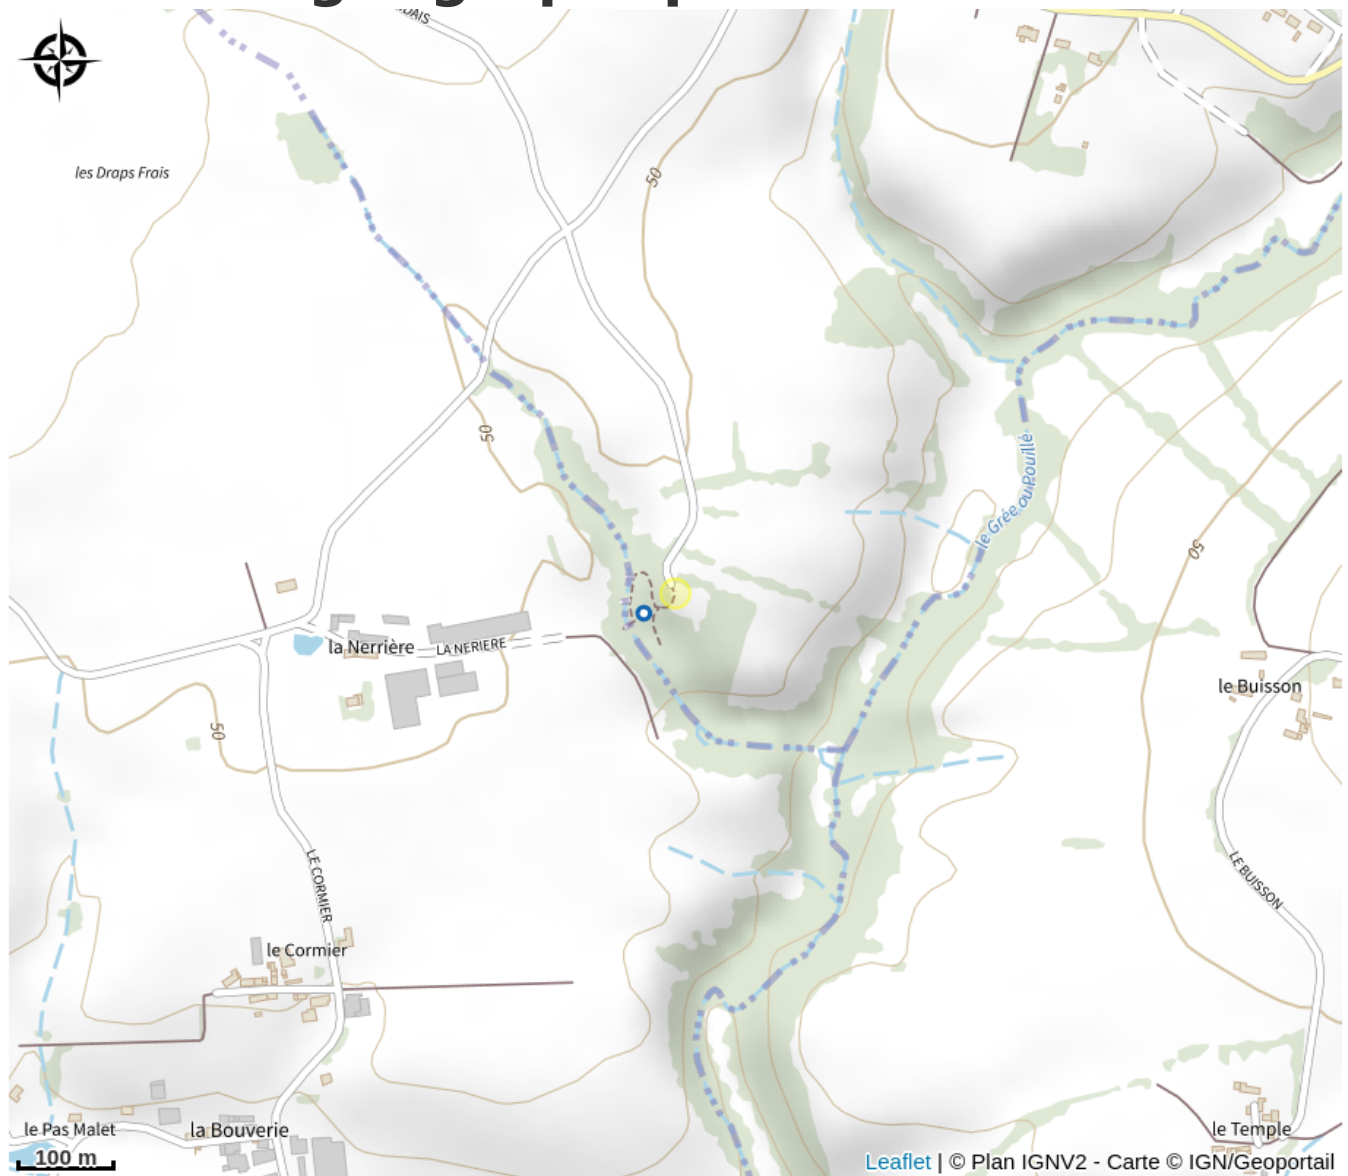 les Draps Frais
50
50
le Grée ou Pouillé
50
la Nerrière
LA NERIERE
le Buisson
50
LE CORMIER
LE BUISSON
le Cormier
le Pas Malet
la Bouverie
le Temple
100 m
Leaflet | © Plan IGNV2 - Carte © IGN/Geoportail